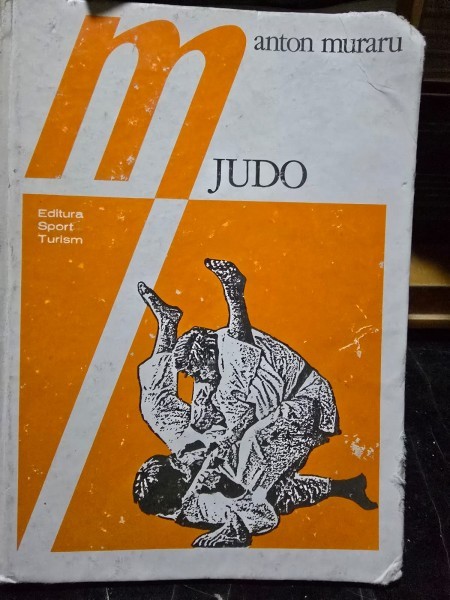 anton muraru
m
JUDO
Editura
Sport
Turism